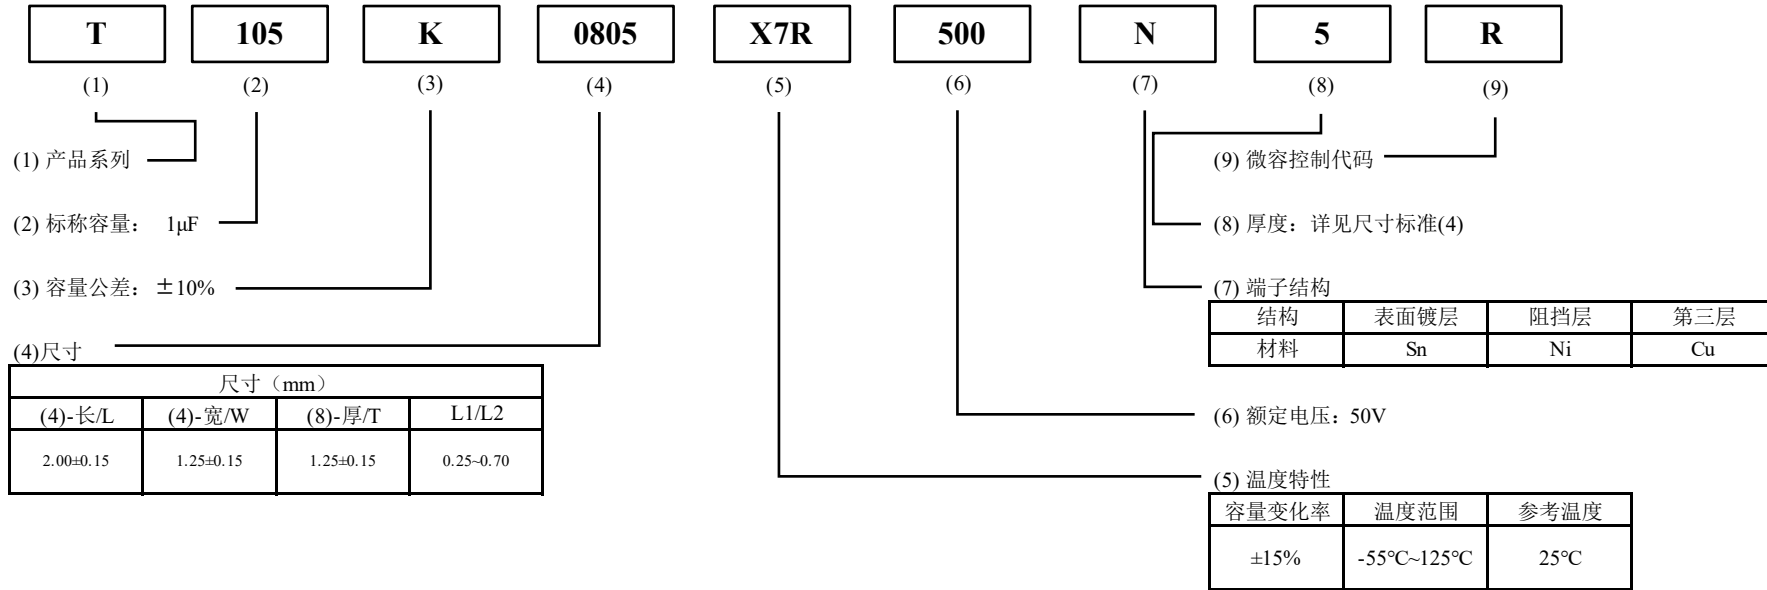 T 105 K 0805 X7R 500 N 5 R
(1) (2) (3) (4) (5) (6) (7) (8) (9)
(1) 产品系列
(2) 标称容量： 1μF
(3) 容量公差：±10%
(4)尺寸
尺寸（mm）
(4)-长/L (4)-宽/W (8)-厚/T L1/L2
2.00±0.15 1.25±0.15 1.25±0.15 0.25~0.70
(9) 微容控制代码
(8) 厚度：详见尺寸标准(4)
(7) 端子结构
结构 表面镀层 阻挡层 第三层
材料 Sn Ni Cu
(6) 额定电压：50V
(5) 温度特性
容量变化率 温度范围 参考温度
±15% -55℃~125℃ 25℃